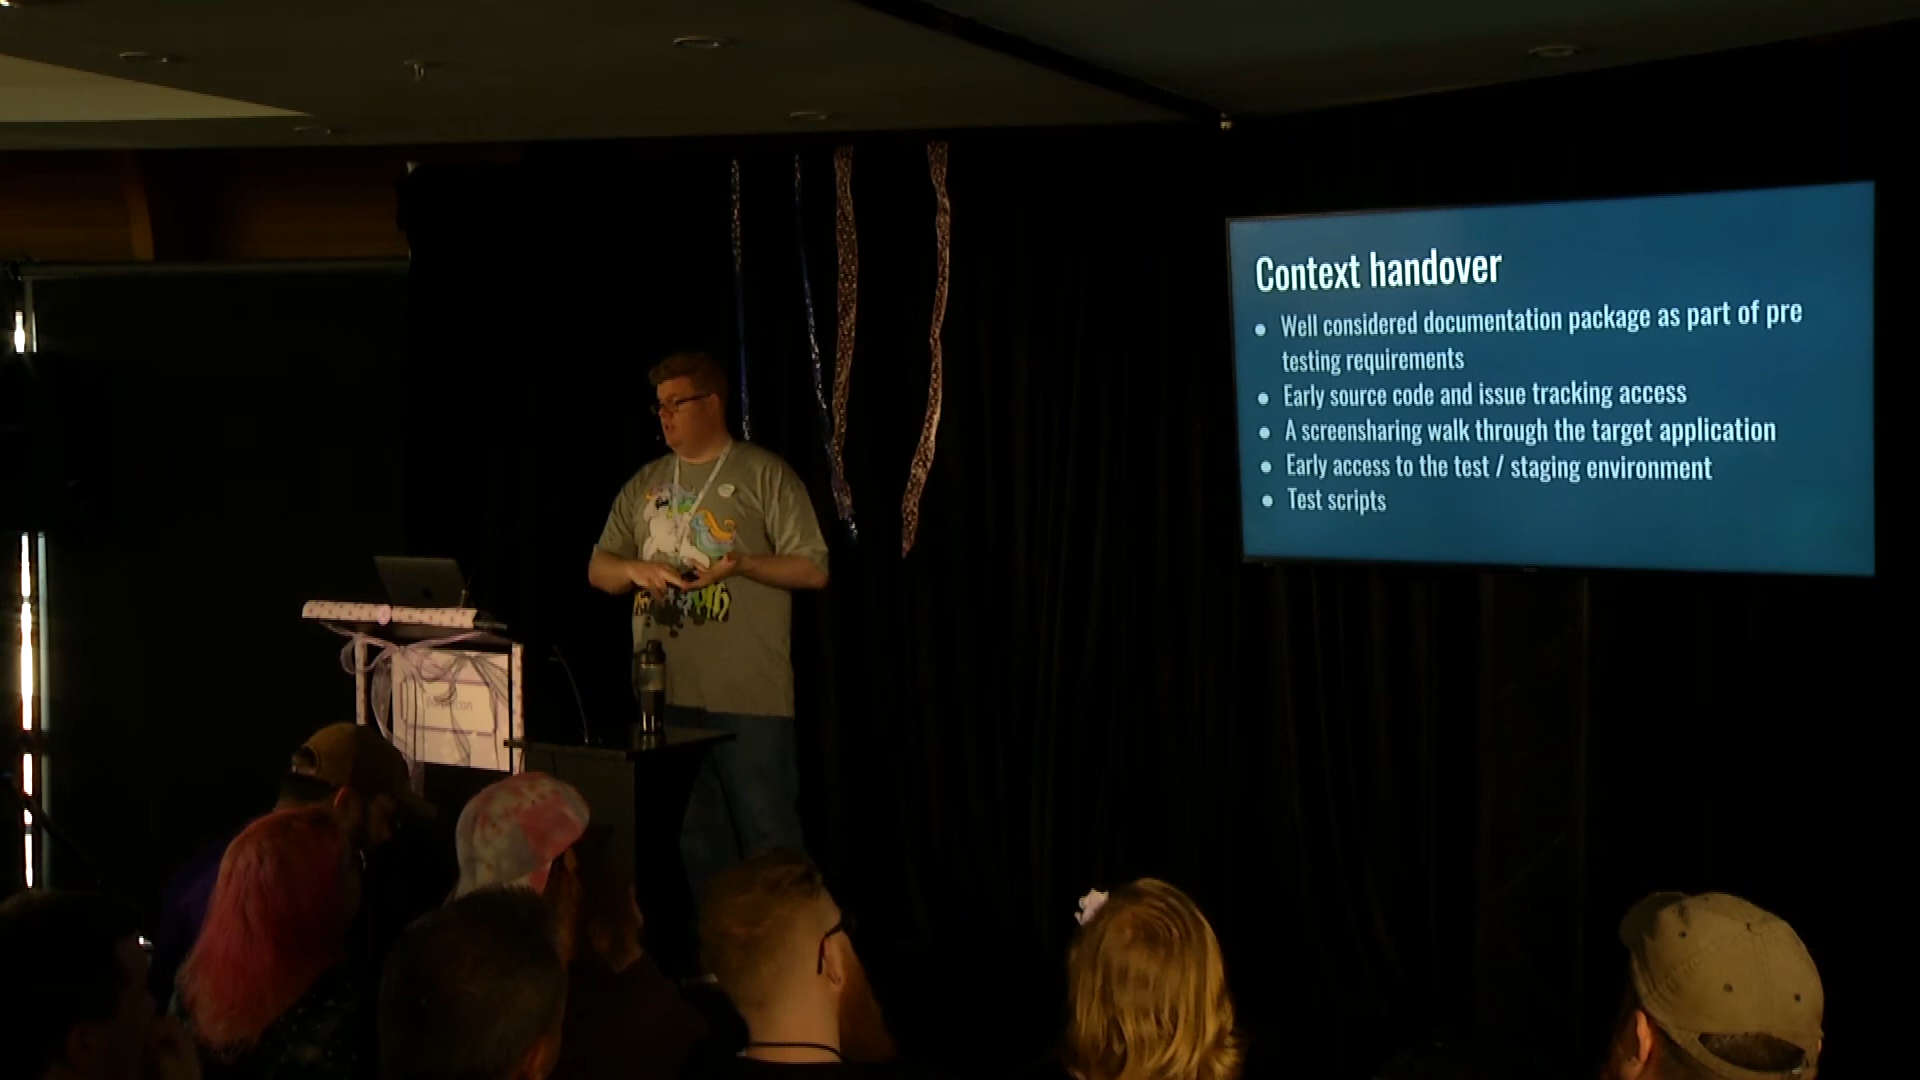 Context handover
● Well considered documentation package as part of pre
testing requirements
● Early source code and issue tracking access
● A screensharing walk through the target application
● Early access to the test / staging environment
● Test scripts